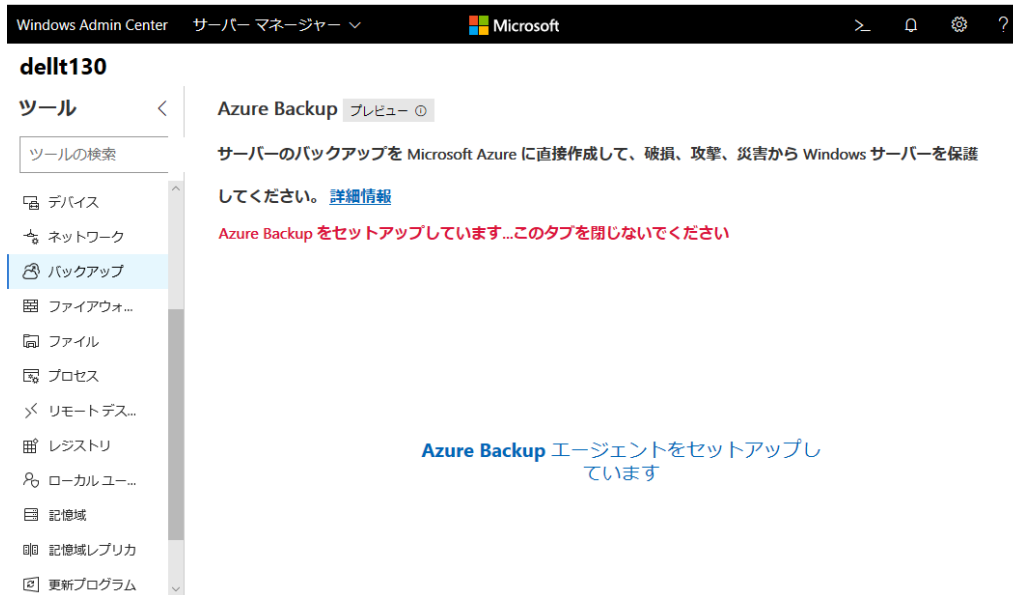 Windows Admin Center サーバー マネージャー Microsoft
dellt130
ツール
Azure Backup プレビュー
ツールの検索
サーバーのバックアップを Microsoft Azure に直接作成して、破損、攻撃、災害から Windows サーバーを保護
してください。 詳細情報
Azure Backup をセットアップしています...このタブを閉じないでください
デバイス
ネットワーク
バックアップ
ファイアウォ...
ファイル
プロセス
リモート デス...
レジストリ
ローカル ユー...
記憶域
記憶域レプリカ
更新プログラム
Azure Backup エージェントをセットアップし
ています